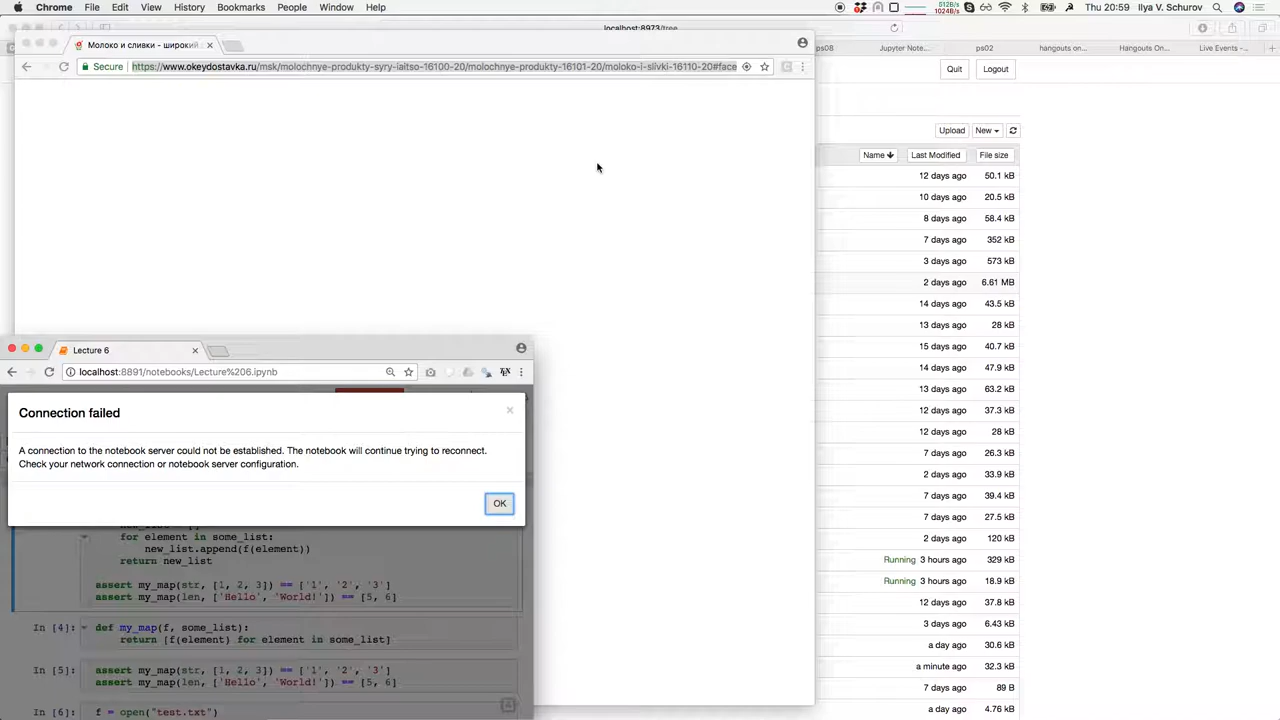 Chrome File Edit View History Bookmarks People Window Help
512B/s
1024B/s
Thu 20:59 Ilya V. Schurov
localhost:8973/tree
Молоко и сливки - широкий
ps08 Jupyter Note... ps02 hangouts on... Hangouts On... Live Events -...
Secure https://www.okeydostavka.ru/msk/molochnye-produkty-syry-iaitso-16100-20/molochnye-produkty-16101-20/moloko-i-slivki-16110-20#face
Quit Logout
Upload New
Name Last Modified File size
12 days ago 50.1 kB
10 days ago 20.5 kB
8 days ago 58.4 kB
7 days ago 352 kB
3 days ago 573 kB
2 days ago 6.61 MB
14 days ago 43.5 kB
13 days ago 28 kB
15 days ago 40.7 kB
14 days ago 47.9 kB
13 days ago 63.2 kB
12 days ago 37.3 kB
12 days ago 28 kB
7 days ago 26.3 kB
2 days ago 33.9 kB
7 days ago 39.4 kB
7 days ago 27.5 kB
2 days ago 120 kB
Running 3 hours ago 329 kB
Running 3 hours ago 18.9 kB
12 days ago 37.8 kB
3 days ago 6.43 kB
a day ago 30.6 kB
a minute ago 32.3 kB
7 days ago 89 B
a day ago 4.76 kB
Lecture 6
localhost:8891/notebooks/Lecture%206.ipynb
Connection failed
A connection to the notebook server could not be established. The notebook will continue trying to reconnect.
Check your network connection or notebook server configuration.
OK
for element in some_list:
new_list.append(f(element))
return new_list
assert my_map(str, [1, 2, 3]) == ['1', '2', '3']
assert my_map(len, ['Hello', 'World!']) == [5, 6]
In [4]: def my_map(f, some_list):
return [f(element) for element in some_list]
In [5]: assert my_map(str, [1, 2, 3]) == ['1', '2', '3']
assert my_map(len, ['Hello', 'World!']) == [5, 6]
In [6]: f = open("test.txt")